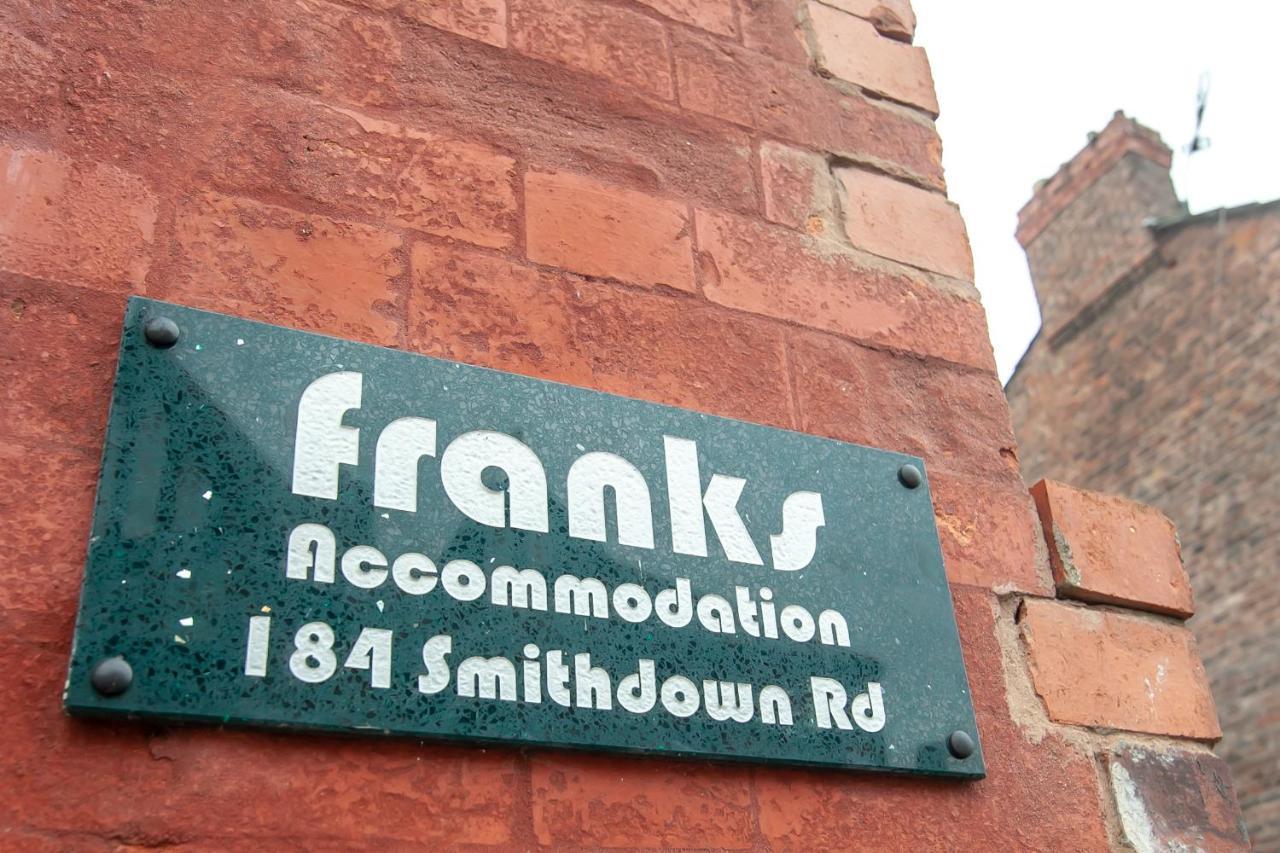 franks
Accommodation
184 Smithdown Rd